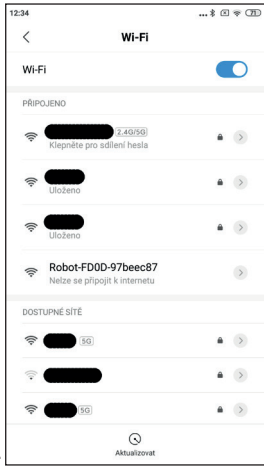 12:34
71
Wi-Fi
Wi-Fi
PŘIPOJENO
2.4G/5G
Klepněte pro sdílení hesla
Uloženo
Uloženo
Robot-FD0D-97beec87
Nelze se připojit k internetu
DOSTUPNÉ SÍTĚ
5G
5G
Aktualizovat